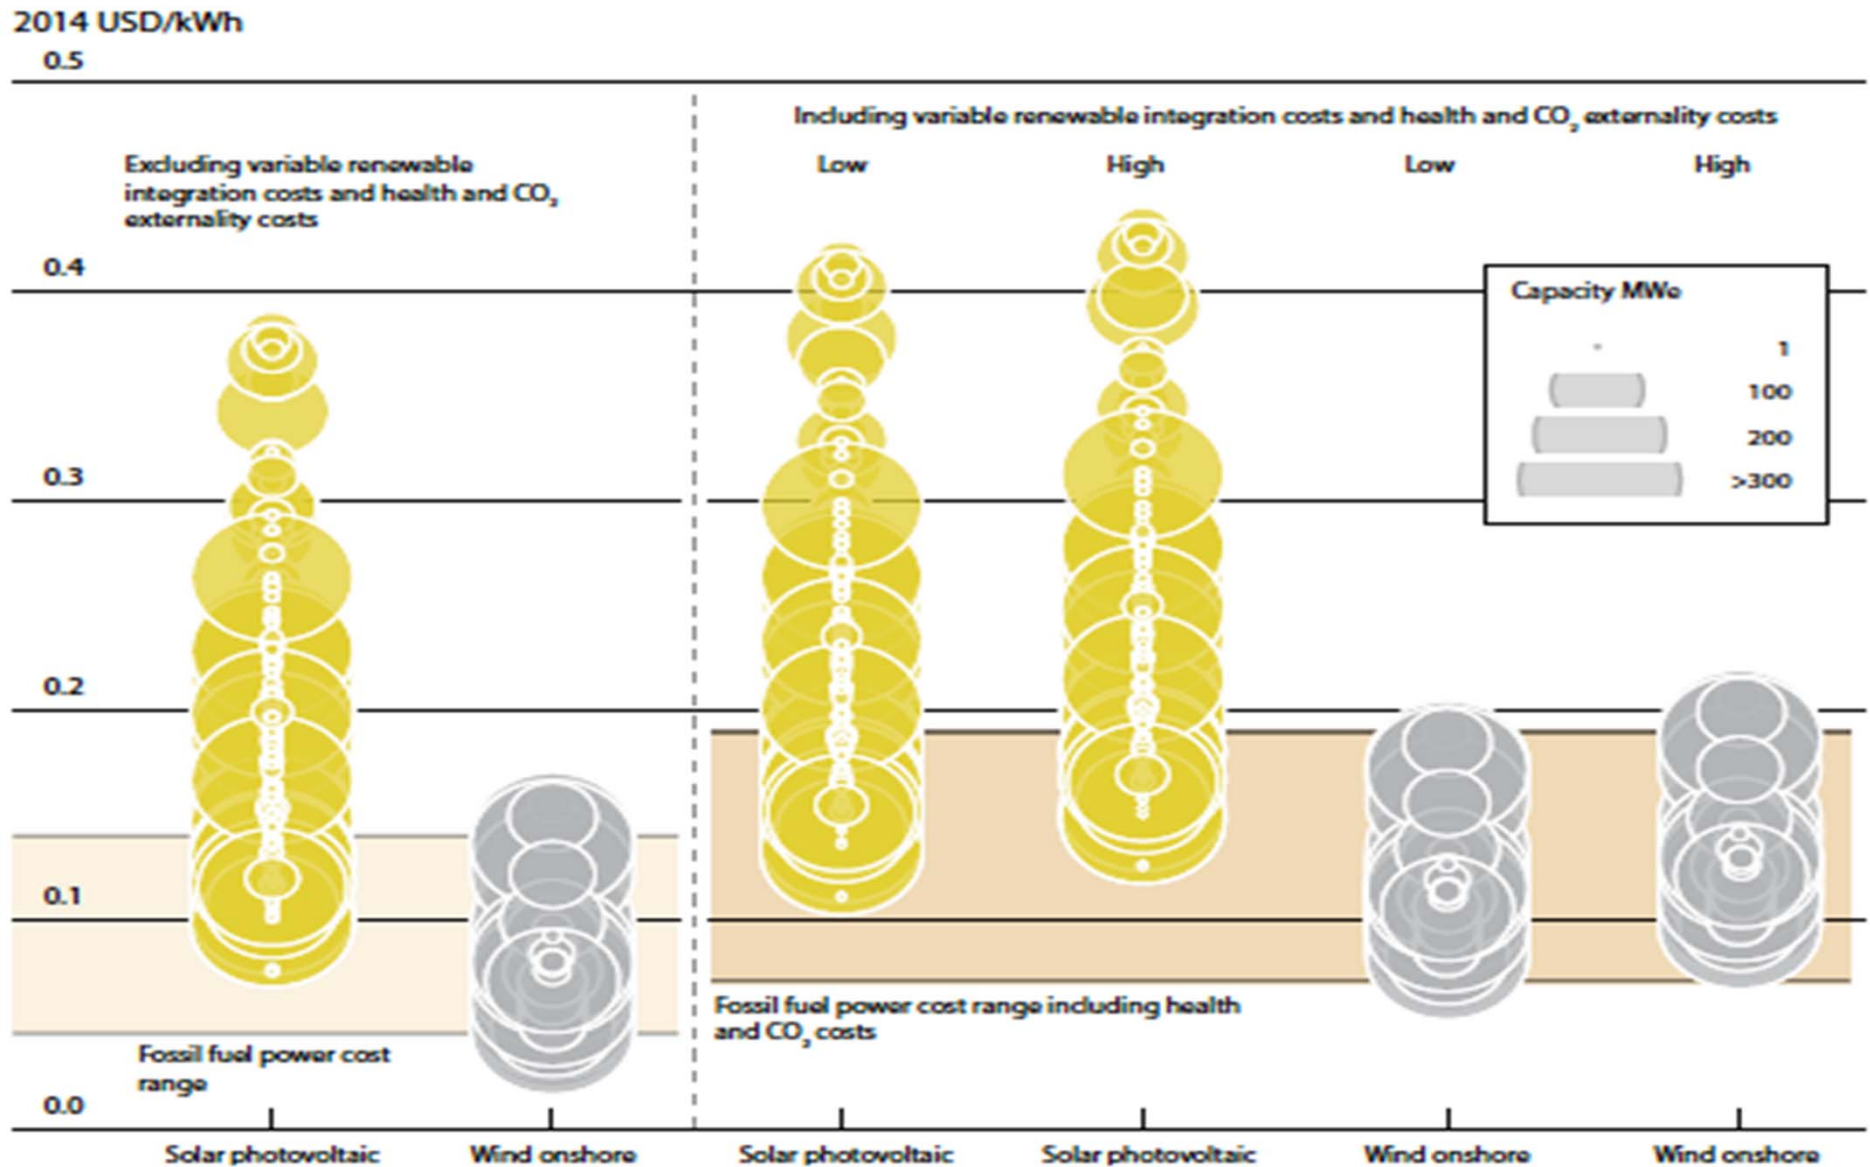 2014 USD/kWh
0.5
Including variable renewable integration costs and health and CO₂ externality costs
Excluding variable renewable
integration costs and health and CO₂
externality costs
Low
High
Low
High
0.4
Capacity MWe
1
100
200
>300
0.3
0.2
0.1
Fossil fuel power cost range including health
and CO₂ costs
Fossil fuel power cost
range
0.0
Solar photovoltaic
Wind onshore
Solar photovoltaic
Solar photovoltaic
Wind onshore
Wind onshore